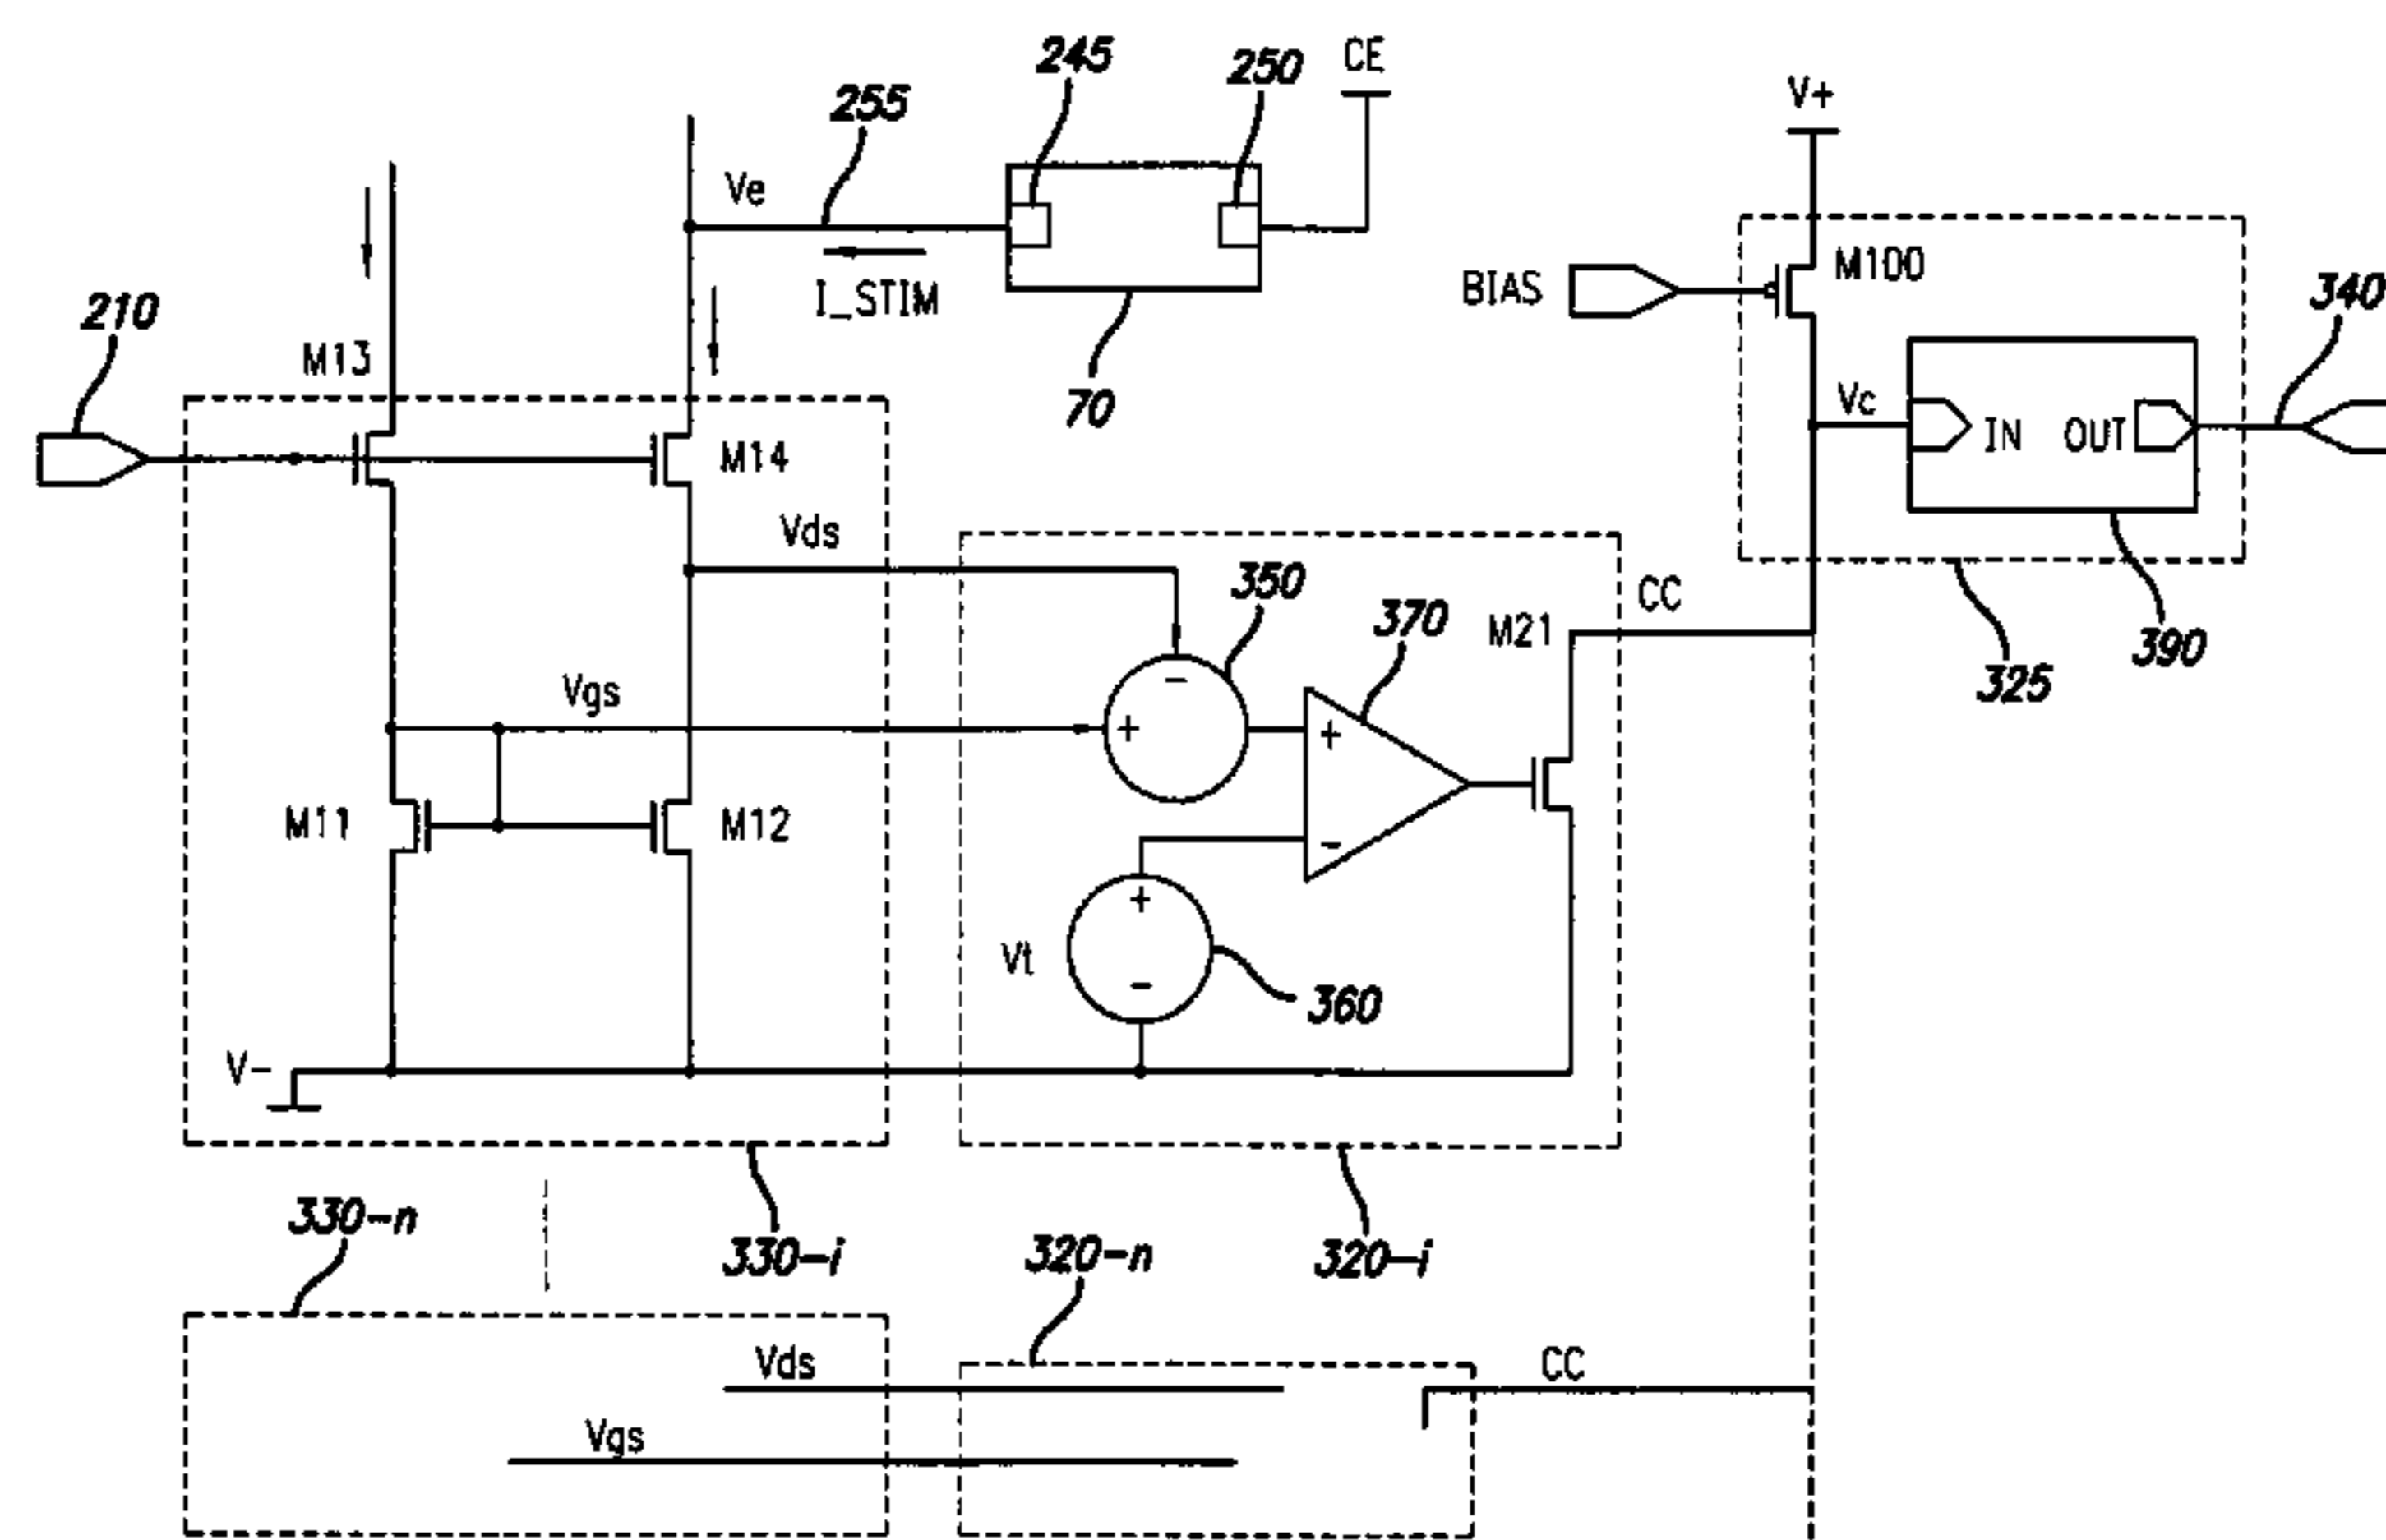 245
250
CE
255
V+
Ve
M100
BIAS
340
210
I_STIM
M13
70
Vc
IN OUT
M14
Vds
350
CC
370
M21
390
325
Vgs
+
-
+
-
M11
M12
+
Vt
-
360
V-
330-n
330-i
320-n
320-i
Vds
CC
Vgs